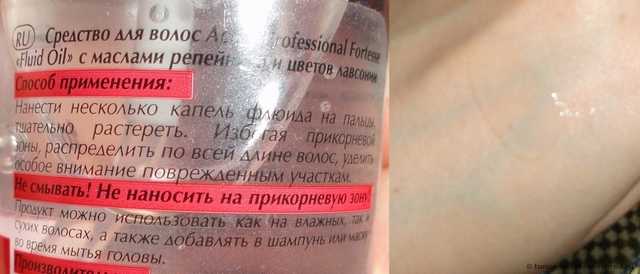 RU Средство для волос Professional Fortesse
«Fluid Oil» с маслами и цветов лавсонии
Способ применения:
Нанести несколько капель флюида на пальцы,
тщательно растереть. Избегая прикорневой
зоны, распределить по всей длине волос, уделить
особое внимание поврежденным участкам.
Не смывать! Не наносить на прикорневую зону!
Продукт можно использовать как на влажных, так и
сухих волосах, а также добавлять в шампунь или маску
во время мытья головы.
Производитель